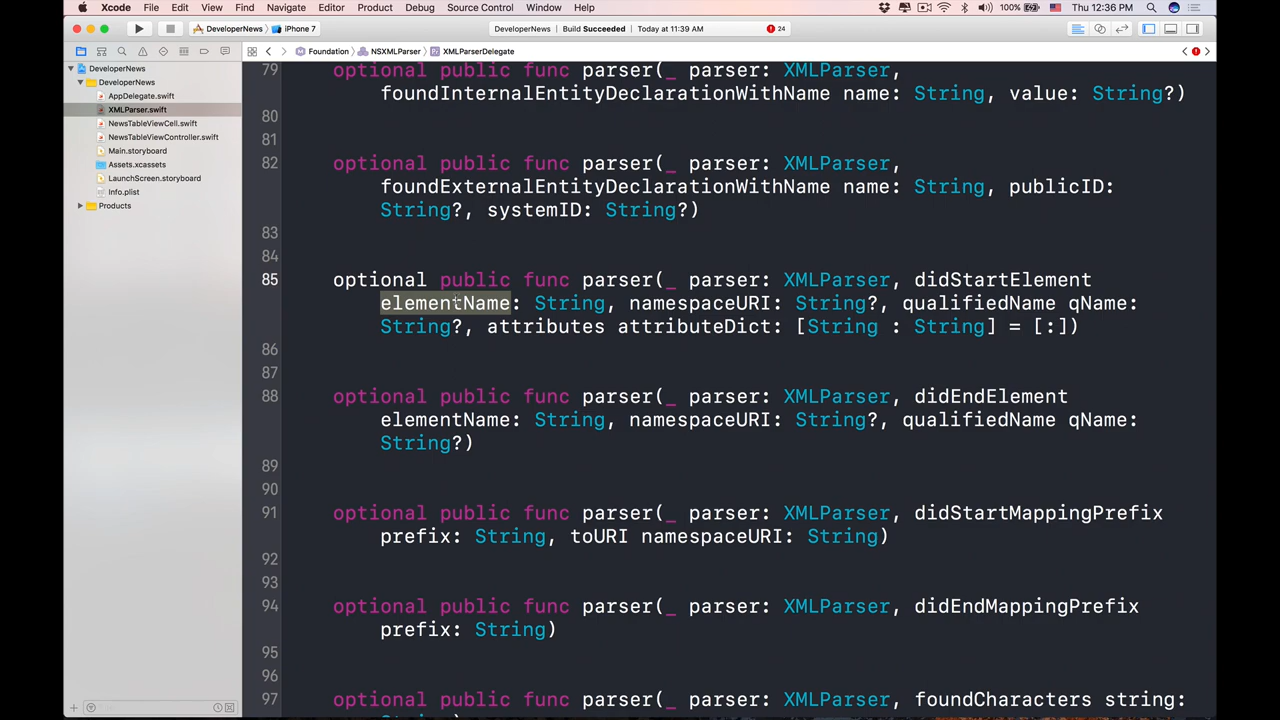 Xcode File Edit View Find Navigate Editor Product Debug Source Control Window Help 100% Thu 12:36 PM
DeveloperNews iPhone 7 DeveloperNews Build Succeeded Today at 11:39 AM 24
Foundation NSXMLParser XMLParserDelegate
DeveloperNews
DeveloperNews
AppDelegate.swift
XMLParser.swift
NewsTableViewCell.swift
NewsTableViewController.swift
Main.storyboard
Assets.xcassets
LaunchScreen.storyboard
Info.plist
Products
79 optional public func parser(_ parser: XMLParser,
foundInternalEntityDeclarationWithName name: String, value: String?)
80
81
82 optional public func parser(_ parser: XMLParser,
foundExternalEntityDeclarationWithName name: String, publicID:
String?, systemID: String?)
83
84
85 optional public func parser(_ parser: XMLParser, didStartElement
elementName: String, namespaceURI: String?, qualifiedName qName:
String?, attributes attributeDict: [String : String] = [:])
86
87
88 optional public func parser(_ parser: XMLParser, didEndElement
elementName: String, namespaceURI: String?, qualifiedName qName:
String?)
89
90
91 optional public func parser(_ parser: XMLParser, didStartMappingPrefix
prefix: String, toURI namespaceURI: String)
92
93
94 optional public func parser(_ parser: XMLParser, didEndMappingPrefix
prefix: String)
95
96
97 optional public func parser(_ parser: XMLParser, foundCharacters string: